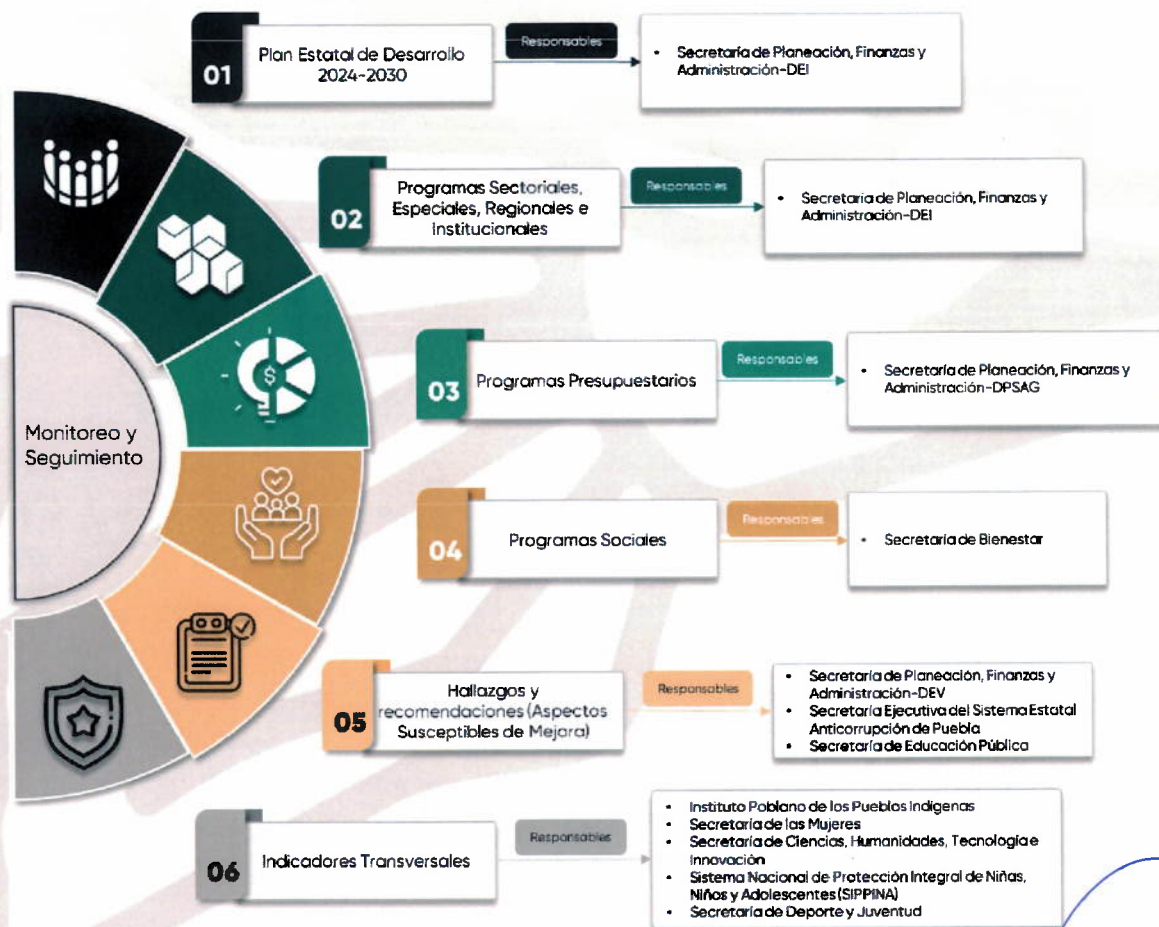 Monitoreo y
Seguimiento
01
Plan Estatal de Desarrollo
2024-2030
Responsables
• Secretaría de Planeación, Finanzas y
Administración-DEI
02
Programas Sectoriales,
Especiales, Regionales e
Institucionales
Responsables
• Secretaría de Planeación, Finanzas y
Administración-DEI
03
Programas Presupuestarios
Responsables
• Secretaría de Planeación, Finanzas y
Administración-DPSAG
04
Programas Sociales
Responsables
• Secretaría de Bienestar
05
Hallazgos y
recomendaciones (Aspectos
Susceptibles de Mejora)
Responsables
• Secretaría de Planeación, Finanzas y
Administración-DEV
• Secretaría Ejecutiva del Sistema Estatal
Anticorrupción de Puebla
• Secretaría de Educación Pública
06
Indicadores Transversales
Responsables
• Instituto Poblano de los Pueblos Indígenas
• Secretaría de las Mujeres
• Secretaría de Ciencias, Humanidades, Tecnología e
Innovación
• Sistema Nacional de Protección Integral de Niñas,
Niños y Adolescentes (SIPPINA)
• Secretaría de Deporte y Juventud